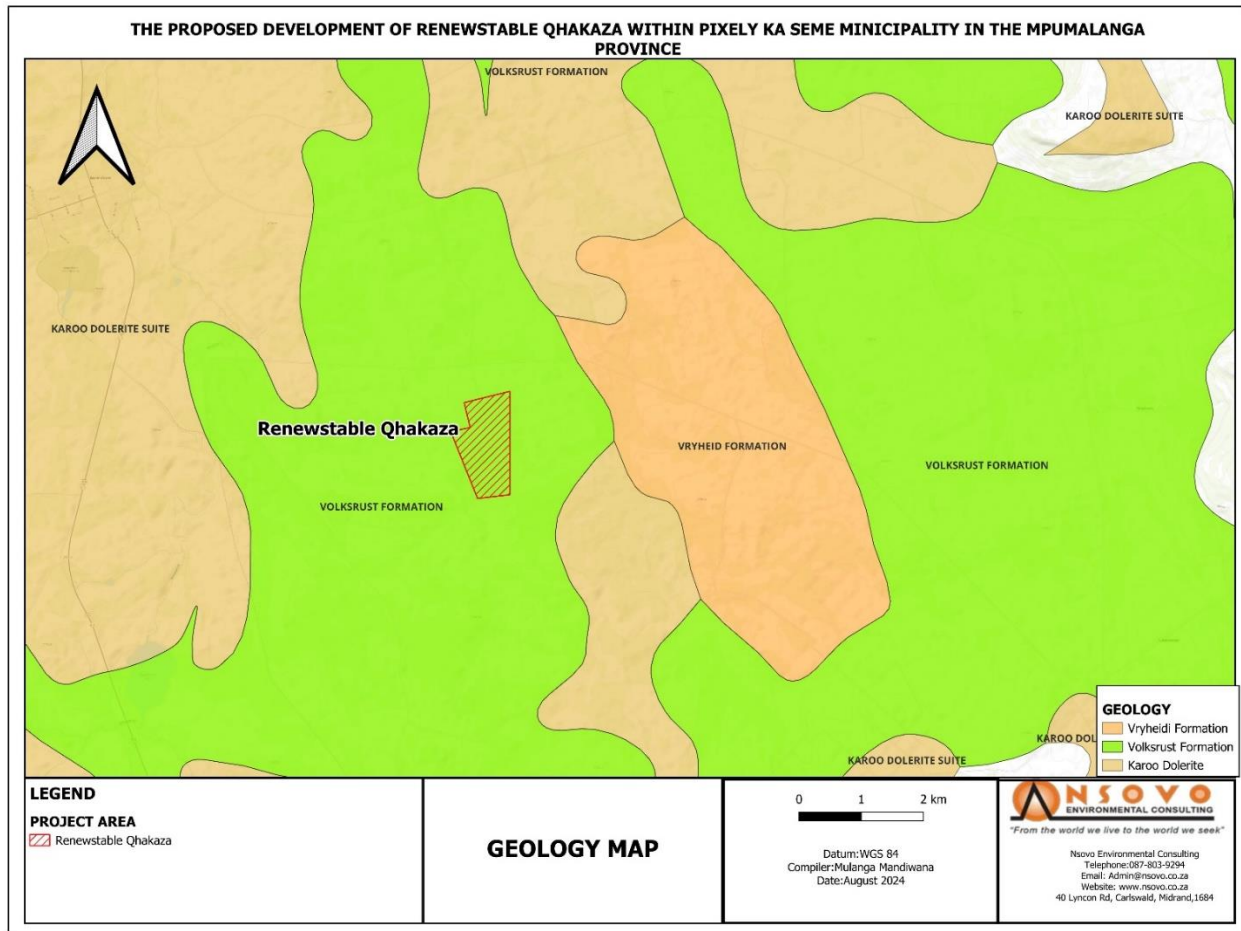 THE PROPOSED DEVELOPMENT OF RENEWSTABLE QHAKAZA WITHIN PIXELY KA SEME MINICIPALITY IN THE MPUMALANGA
PROVINCE
VOLKSRUST FORMATION
KAROO DOLERITE SUITE
KAROO DOLERITE SUITE
Renewstable Qhakaza
VRYHEID FORMATION
VOLKSRUST FORMATION
VOLKSRUST FORMATION
KAROO DOL
KAROO DOLERITE SUITE
GEOLOGY
Vryheidi Formation
Volksrust Formation
Karoo Dolerite
LEGEND
PROJECT AREA
Renewstable Qhakaza
GEOLOGY MAP
0 1 2 km
Datum:WGS 84
Compiler:Mulanga Mandiwana
Date:August 2024
NSOVO
ENVIRONMENTAL CONSULTING
"From the world we live to the world we seek"
Nsovo Environmental Consulting
Telephone:087-803-9294
Email: Admin@nsovo.co.za
Website: www.nsovo.co.za
40 Lyncon Rd, Carlswald, Midrand,1684